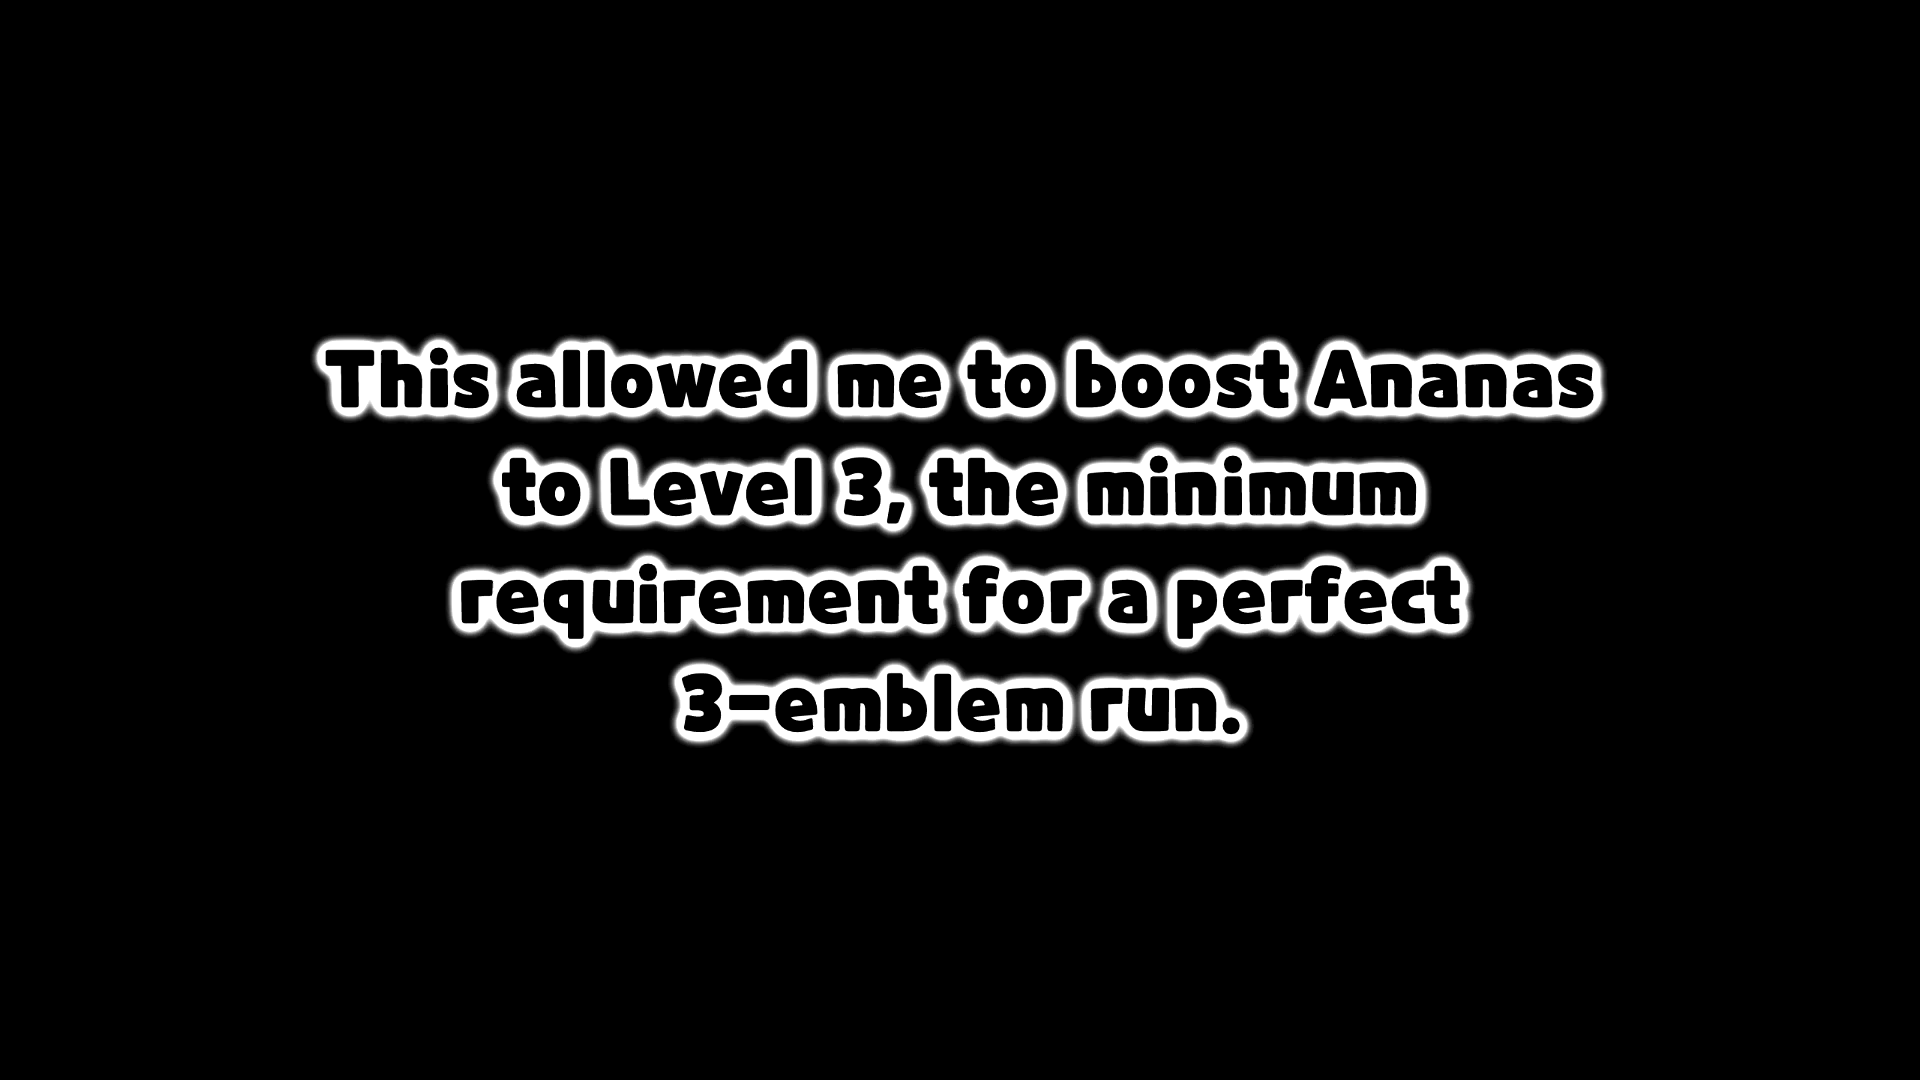 This allowed me to boost Ananas
to Level 3, the minimum
requirement for a perfect
3-emblem run.